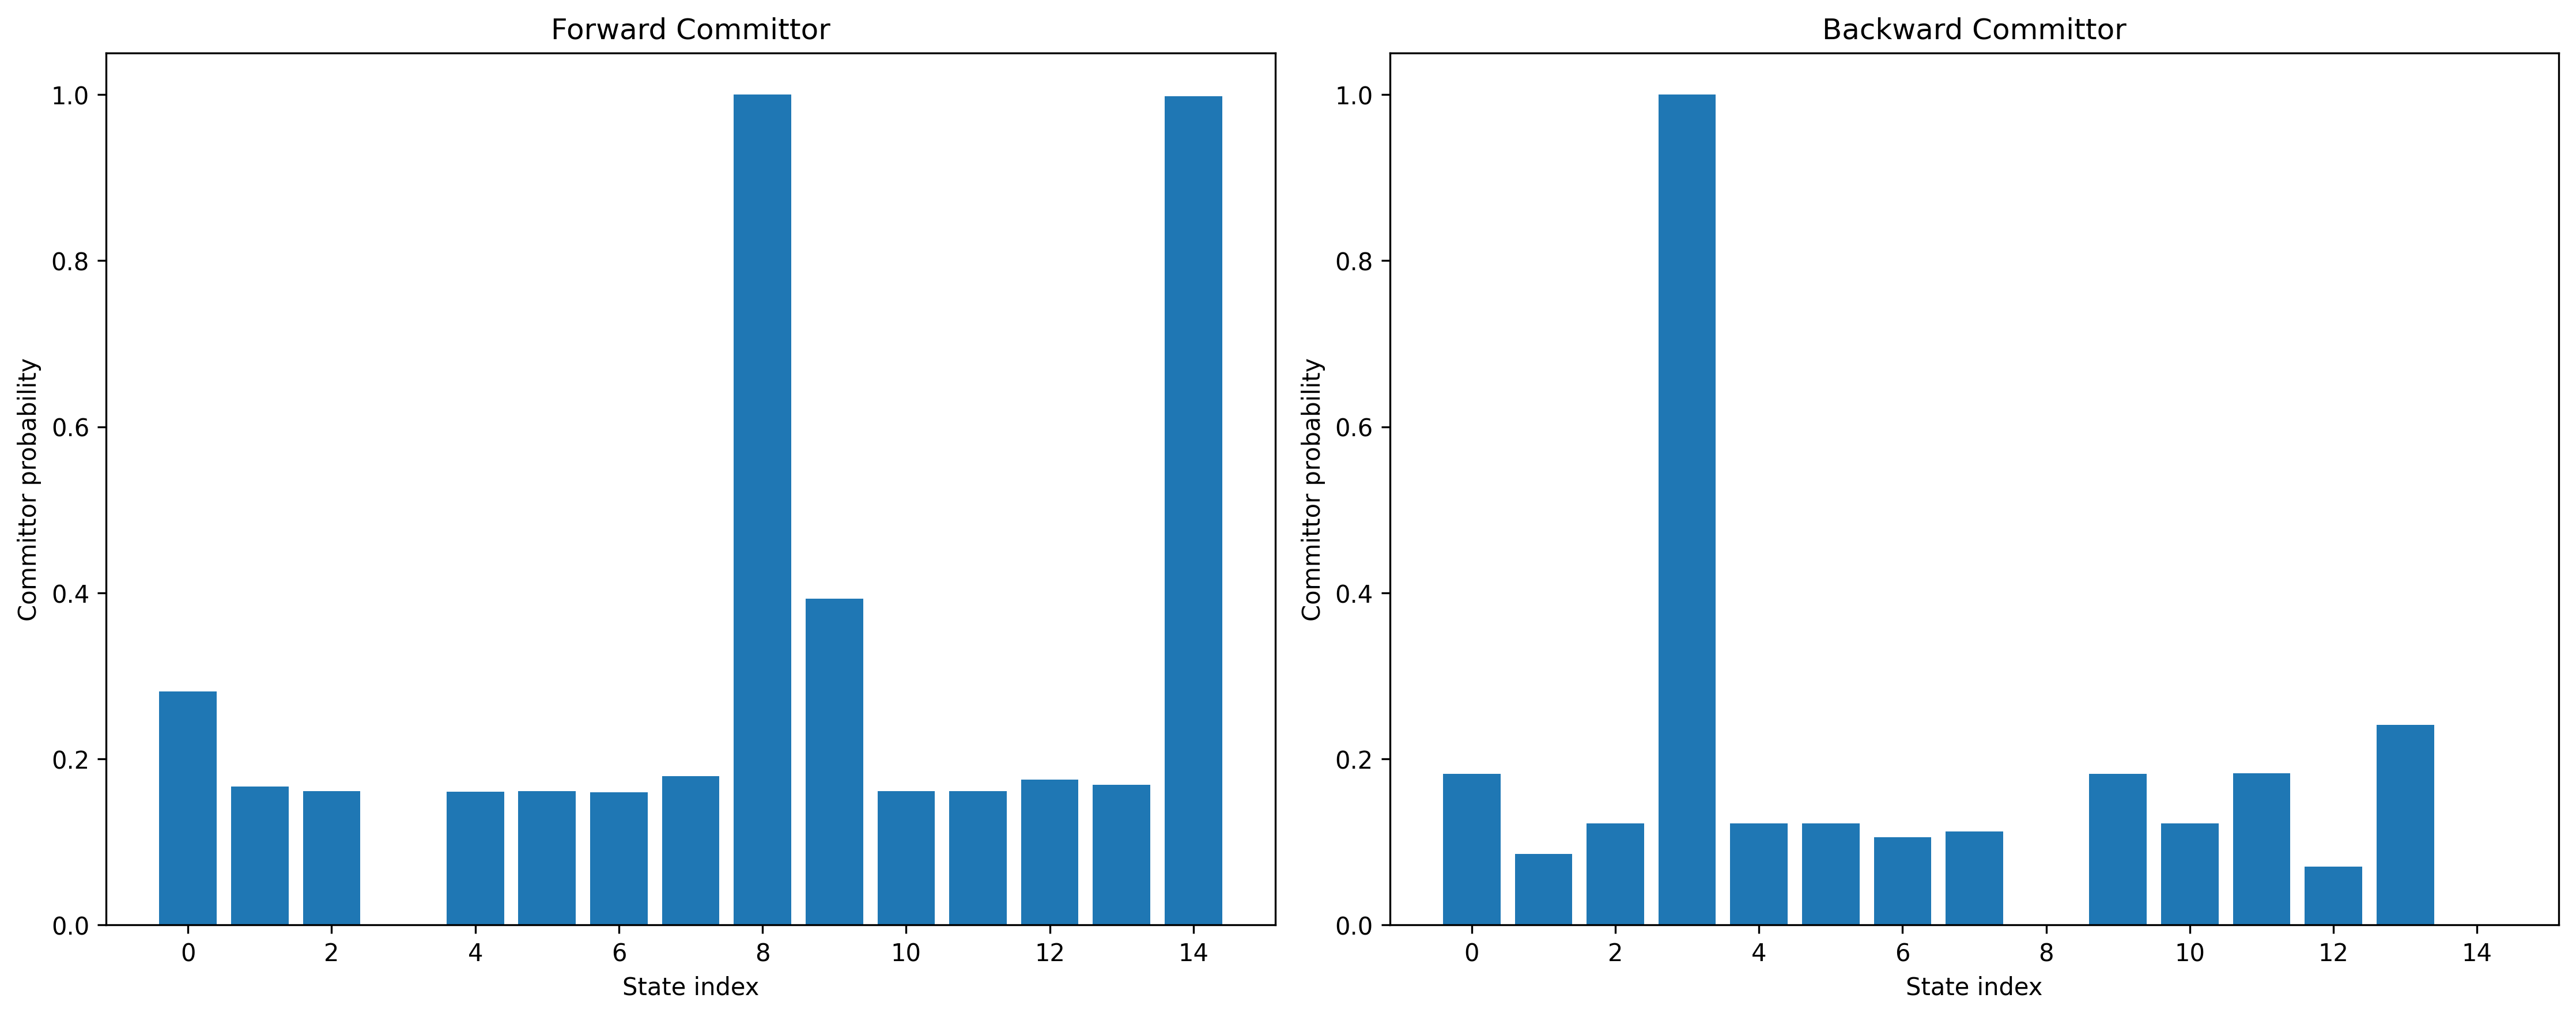 Forward Committor
Committor probability
1.0
0.8
0.6
0.4
0.2
0.0
0 2 4 6 8 10 12 14
State index
Backward Committor
Committor probability
1.0
0.8
0.6
0.4
0.2
0.0
0 2 4 6 8 10 12 14
State index